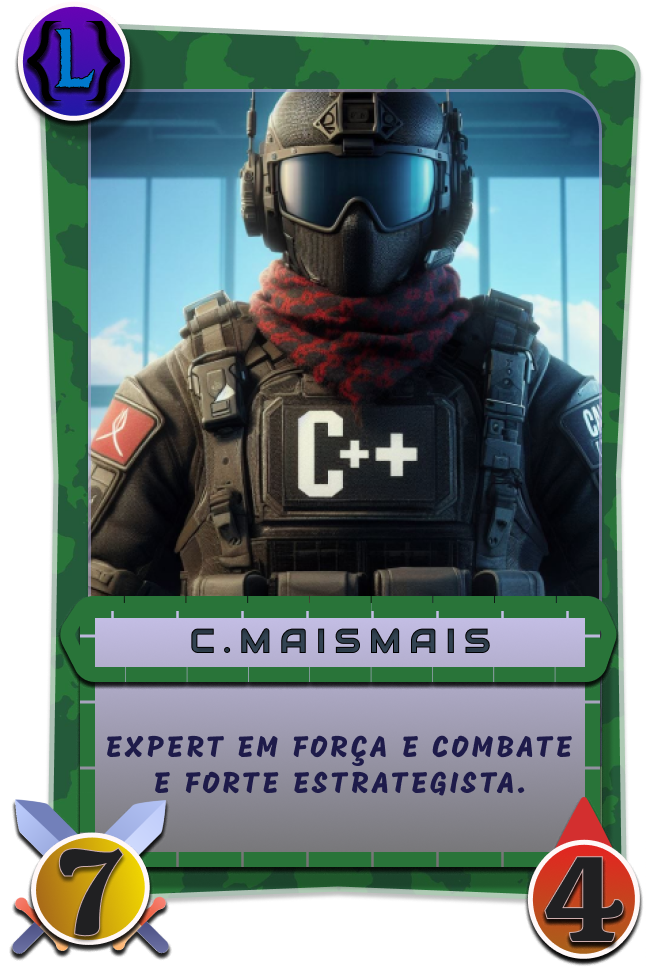 {L}
C++
C.MAISMAIS
EXPERT EM FORÇA E COMBATE
E FORTE ESTRATEGISTA.
7
4